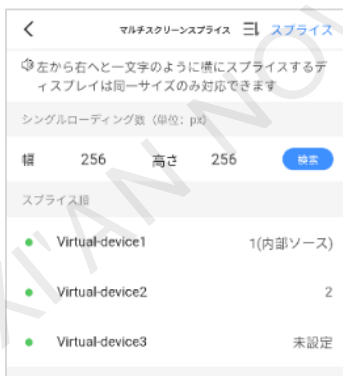 マルチスクリーンスプライス スプライス
左から右へと一文字のように横にスプライスするデ
ィスプレイは同一サイズのみ対応できます
シングルローディング数（単位：px）
幅 256 高さ 256 検索
スプライス順
Virtual-device1 1(内部ソース)
Virtual-device2 2
Virtual-device3 未設定
XI'AN NOV